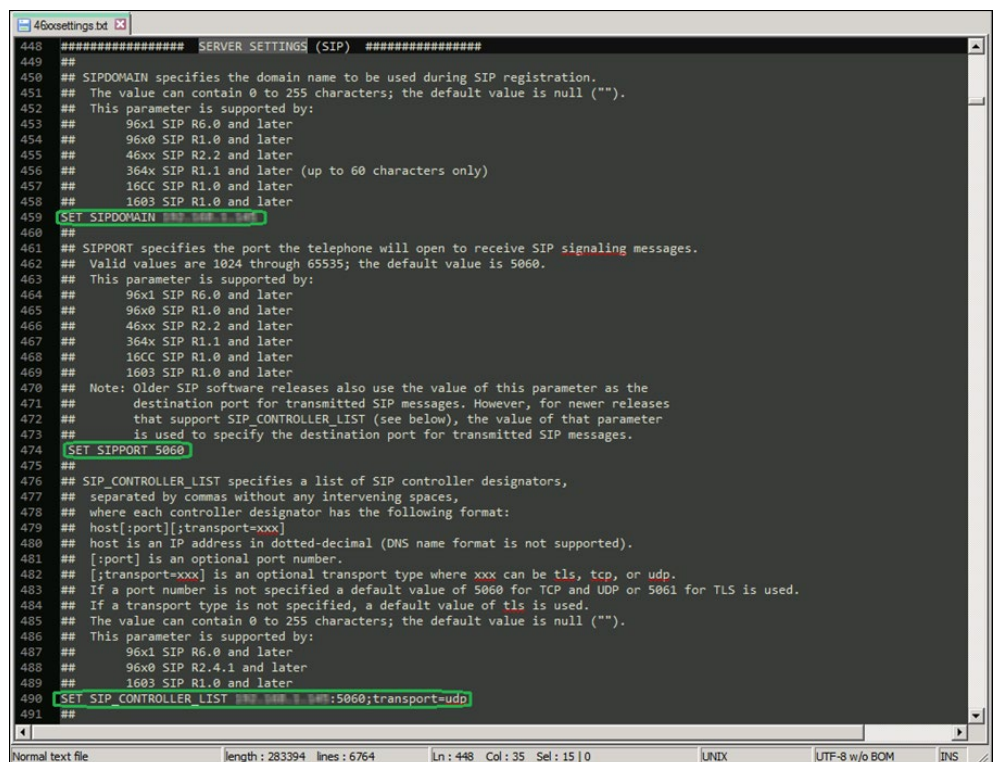 46xxsettings.txt
448 ################# SERVER SETTINGS (SIP) ################
449 ##
450 ## SIPDOMAIN specifies the domain name to be used during SIP registration.
451 ## The value can contain 0 to 255 characters; the default value is null ("").
452 ## This parameter is supported by:
453 ## 96x1 SIP R6.0 and later
454 ## 96x0 SIP R1.0 and later
455 ## 46xx SIP R2.2 and later
456 ## 364x SIP R1.1 and later (up to 60 characters only)
457 ## 16CC SIP R1.0 and later
458 ## 1603 SIP R1.0 and later
459 SET SIPDOMAIN
460 ##
461 ## SIPPORT specifies the port the telephone will open to receive SIP signaling messages.
462 ## Valid values are 1024 through 65535; the default value is 5060.
463 ## This parameter is supported by:
464 ## 96x1 SIP R6.0 and later
465 ## 96x0 SIP R1.0 and later
466 ## 46xx SIP R2.2 and later
467 ## 364x SIP R1.1 and later
468 ## 16CC SIP R1.0 and later
469 ## 1603 SIP R1.0 and later
470 ## Note: Older SIP software releases also use the value of this parameter as the
471 ## destination port for transmitted SIP messages. However, for newer releases
472 ## that support SIP_CONTROLLER_LIST (see below), the value of that parameter
473 ## is used to specify the destination port for transmitted SIP messages.
474 SET SIPPORT 5060
475 ##
476 ## SIP_CONTROLLER_LIST specifies a list of SIP controller designators,
477 ## separated by commas without any intervening spaces,
478 ## where each controller designator has the following format:
479 ## host[:port][;transport=xxx]
480 ## host is an IP address in dotted-decimal (DNS name format is not supported).
481 ## [:port] is an optional port number.
482 ## [;transport=xxx] is an optional transport type where xxx can be tls, tcp, or udp.
483 ## If a port number is not specified a default value of 5060 for TCP and UDP or 5061 for TLS is used.
484 ## If a transport type is not specified, a default value of tls is used.
485 ## The value can contain 0 to 255 characters; the default value is null ("").
486 ## This parameter is supported by:
487 ## 96x1 SIP R6.0 and later
488 ## 96x0 SIP R2.4.1 and later
489 ## 1603 SIP R1.0 and later
490 SET SIP_CONTROLLER_LIST :5060;transport=udp
491 ##
Normal text file length : 283394 lines : 6764 Ln : 448 Col : 35 Sel : 15 | 0 UNIX UTF-8 w/o BOM INS